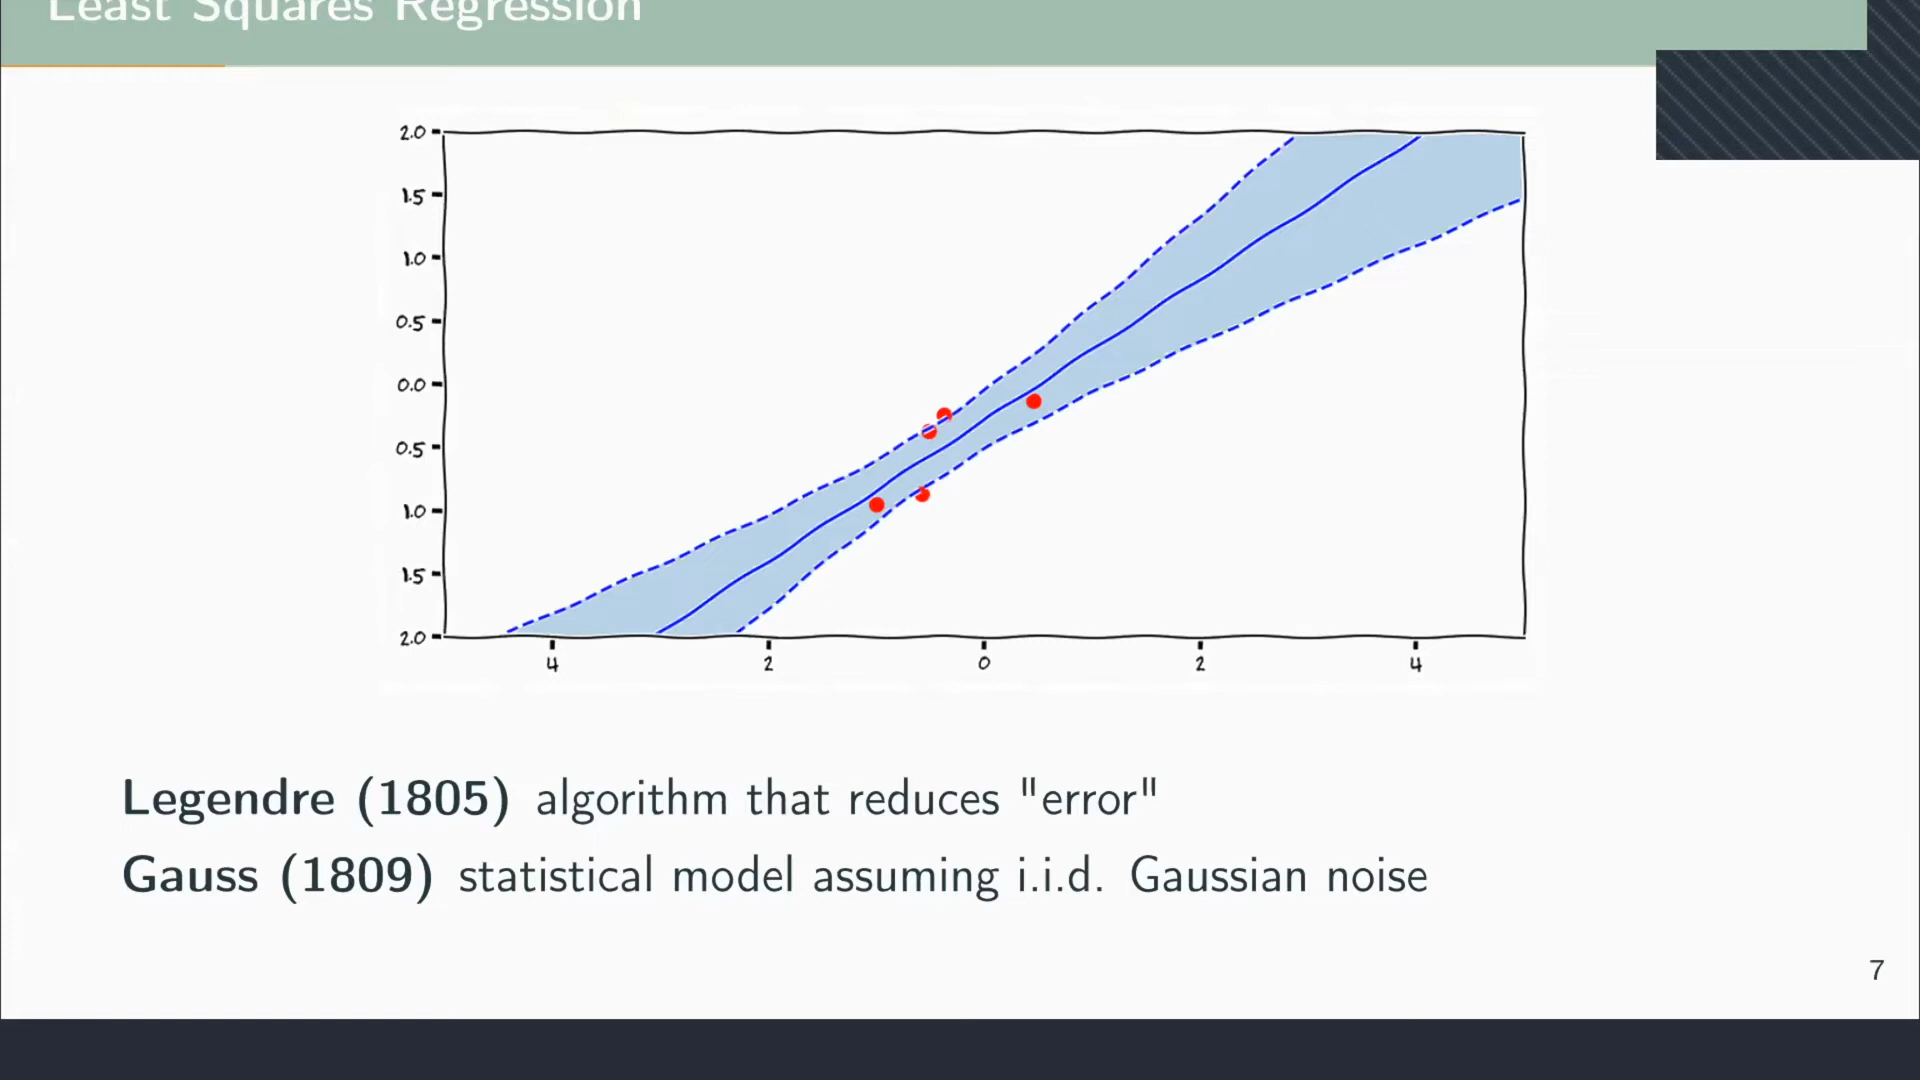 Least Squares Regression
2.0
1.5
1.0
0.5
0.0
0.5
1.0
1.5
2.0
4 2 0 2 4
Legendre (1805) algorithm that reduces "error"
Gauss (1809) statistical model assuming i.i.d. Gaussian noise
7